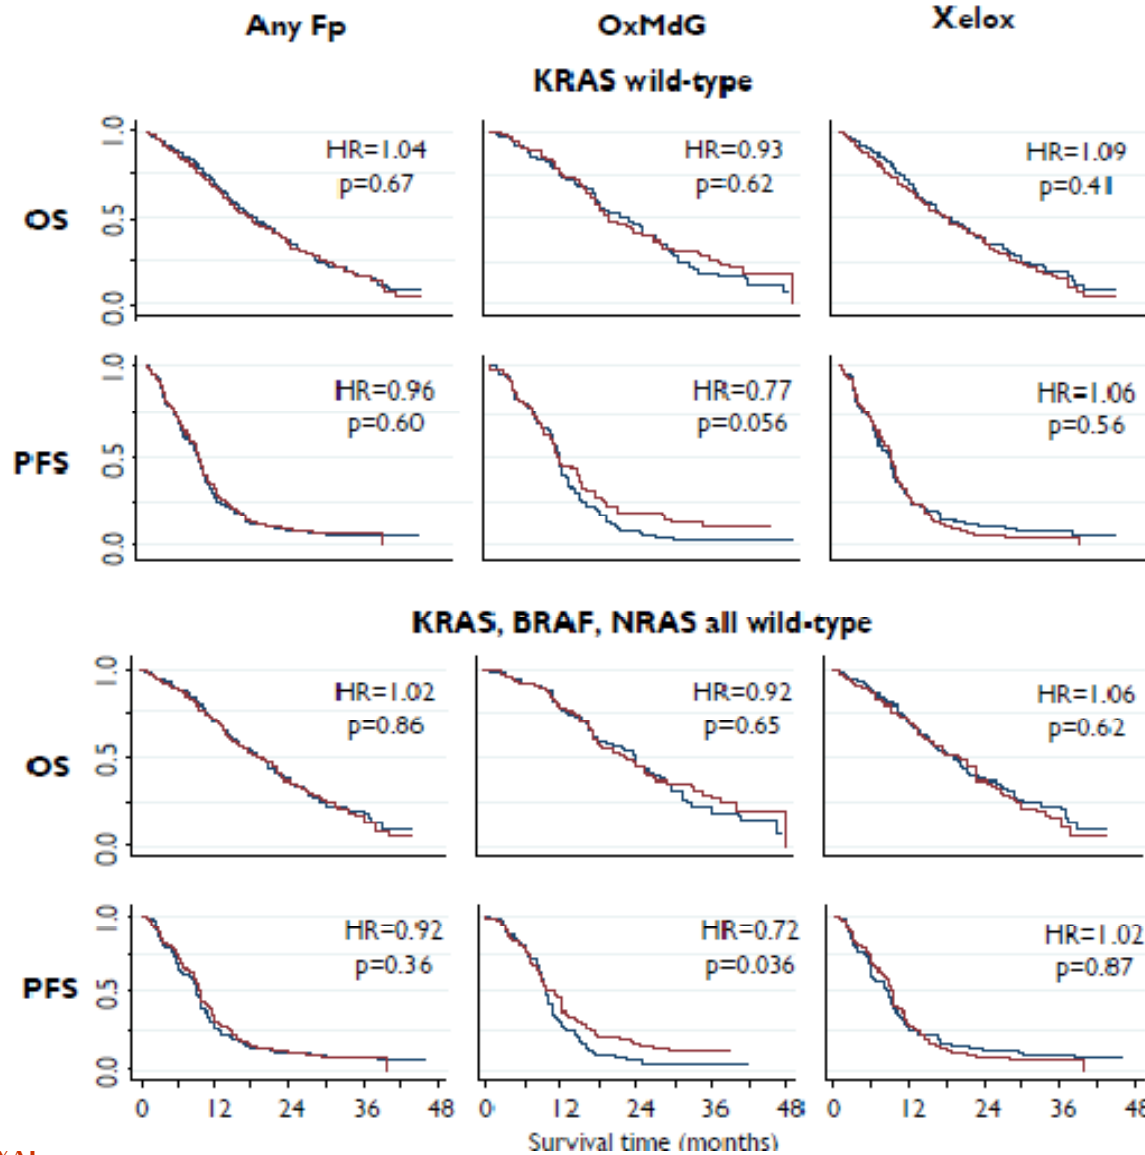 Any Fp OxMdG Xelox
KRAS wild-type
OS
1.0 0.5 0.0
HR=1.04 p=0.67
HR=0.93 p=0.62
HR=1.09 p=0.41
PFS
1.0 0.5 0.0
HR=0.96 p=0.60
HR=0.77 p=0.056
HR=1.06 p=0.56
KRAS, BRAF, NRAS all wild-type
OS
1.0 0.5 0.0
HR=1.02 p=0.86
HR=0.92 p=0.65
HR=1.06 p=0.62
PFS
1.0 0.5 0.0
HR=0.92 p=0.36
HR=0.72 p=0.036
HR=1.02 p=0.87
0 12 24 36 48 0 12 24 36 48 0 12 24 36 48
Survival time (months)